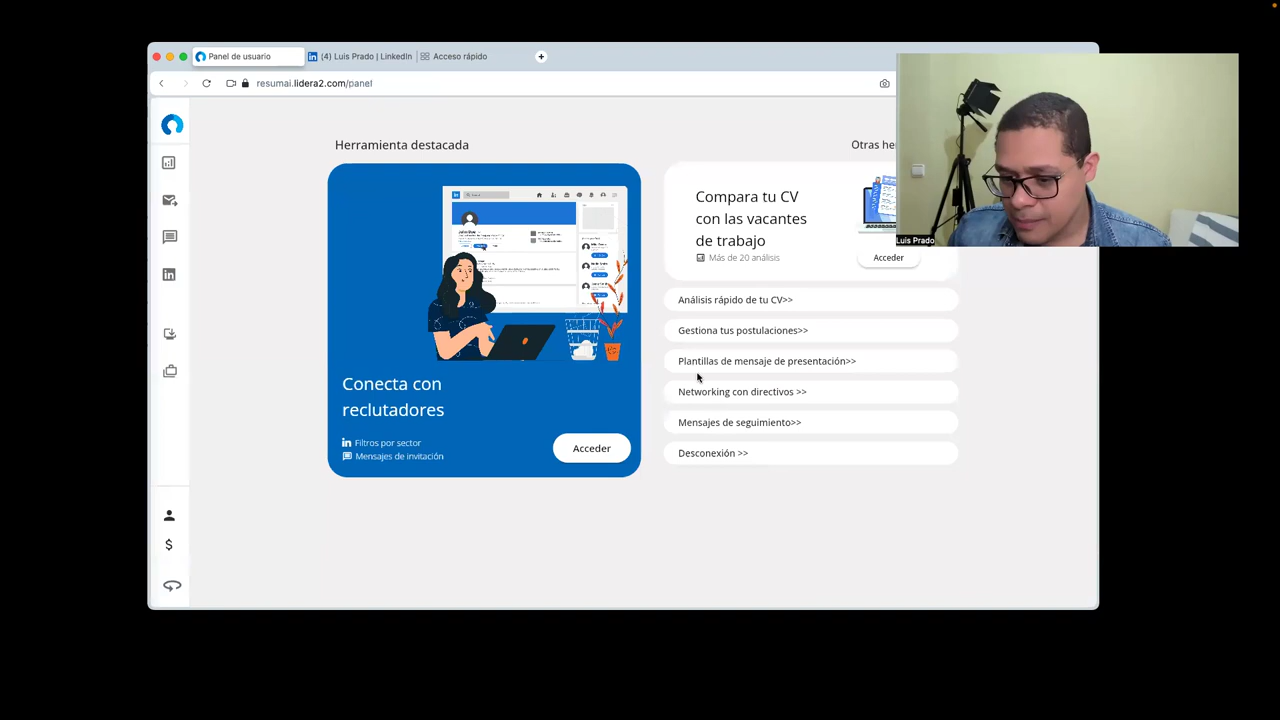 Panel de usuario
(4) Luis Prado | LinkedIn
Acceso rápido
resumai.lidera2.com/panel
Herramienta destacada
Otras he
Conecta con
reclutadores
Filtros por sector
Mensajes de invitación
Acceder
Compara tu CV
con las vacantes
de trabajo
Más de 20 análisis
Acceder
Análisis rápido de tu CV>>
Gestiona tus postulaciones>>
Plantillas de mensaje de presentación>>
Networking con directivos >>
Mensajes de seguimiento>>
Desconexión >>
Luis Prado